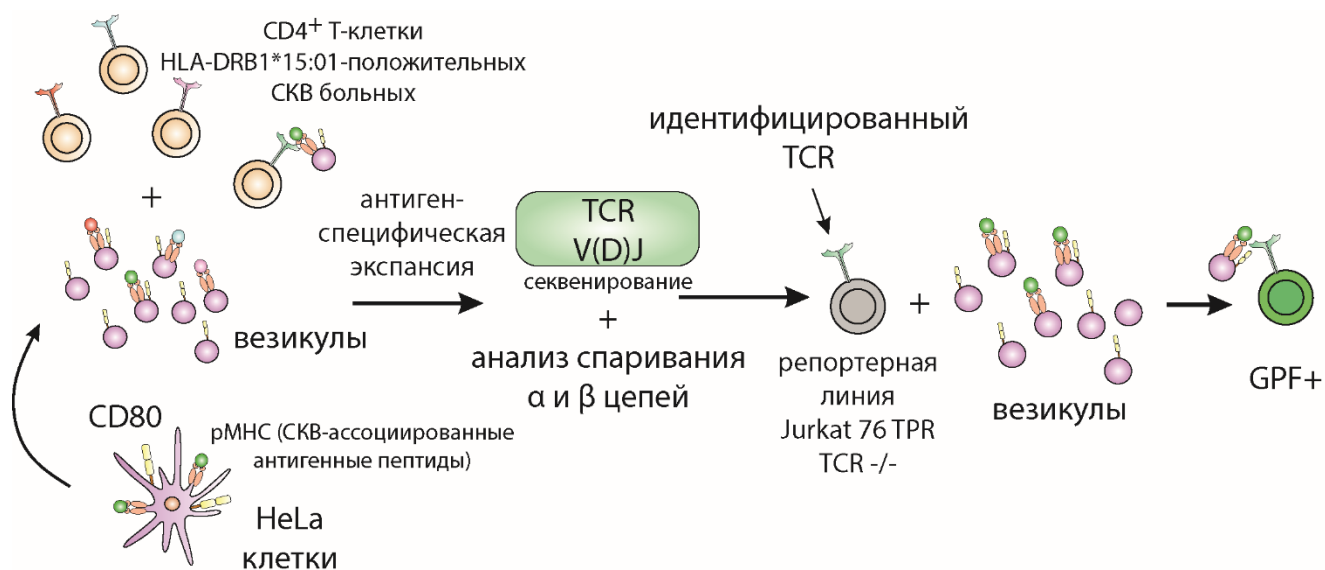 CD4+ Т-клетки
HLA-DRB1*15:01-положительных
СКВ больных
+
везикулы
CD80
pMHC (СКВ-ассоциированные
антигенные пептиды)
HeLa
клетки
антиген-
специфическая
экспансия
TCR
V(D)J
секвенирование
+
анализ спаривания
α и β цепей
идентифицированный
TCR
+
репортерная
линия
Jurkat 76 TPR
TCR -/-
везикулы
GPF+